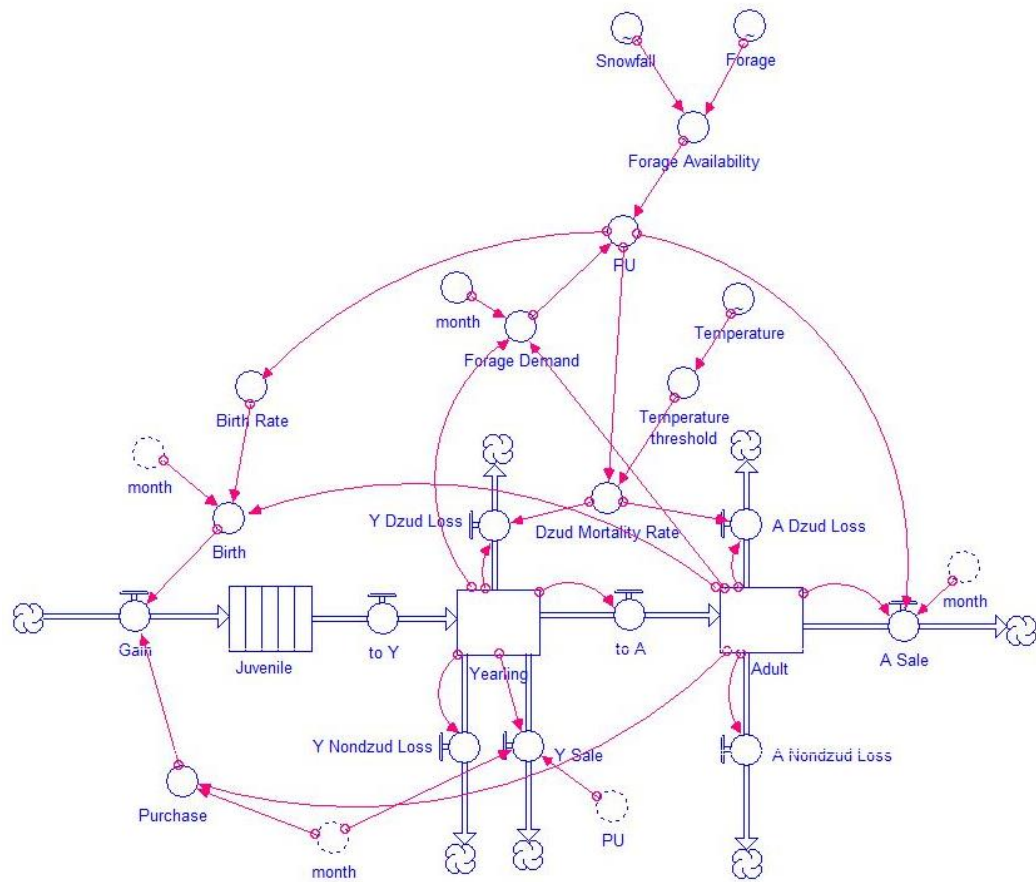 Snowfall
Forage
Forage Availability
PU
month
Forage Demand
Temperature
Temperature
threshold
Birth Rate
month
Birth
Y Dzud Loss
Dzud Mortality Rate
A Dzud Loss
month
Gain
Juvenile
to Y
Yearling
to A
Adult
A Sale
Y Nondzud Loss
Y Sale
A Nondzud Loss
Purchase
month
PU